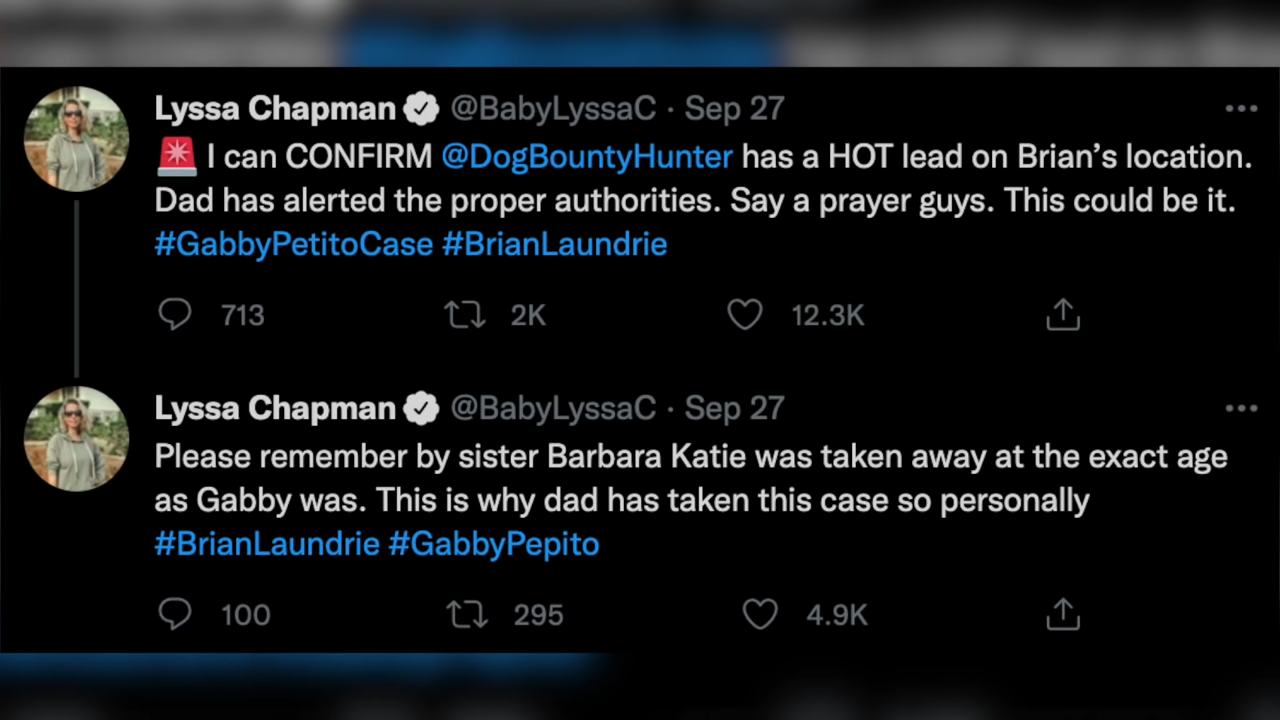 Lyssa Chapman @BabyLyssaC · Sep 27
🚨 I can CONFIRM @DogBountyHunter has a HOT lead on Brian’s location.
Dad has alerted the proper authorities. Say a prayer guys. This could be it.
#GabbyPetitoCase #BrianLaundrie
713 2K 12.3K
Lyssa Chapman @BabyLyssaC · Sep 27
Please remember by sister Barbara Katie was taken away at the exact age
as Gabby was. This is why dad has taken this case so personally
#BrianLaundrie #GabbyPepito
100 295 4.9K